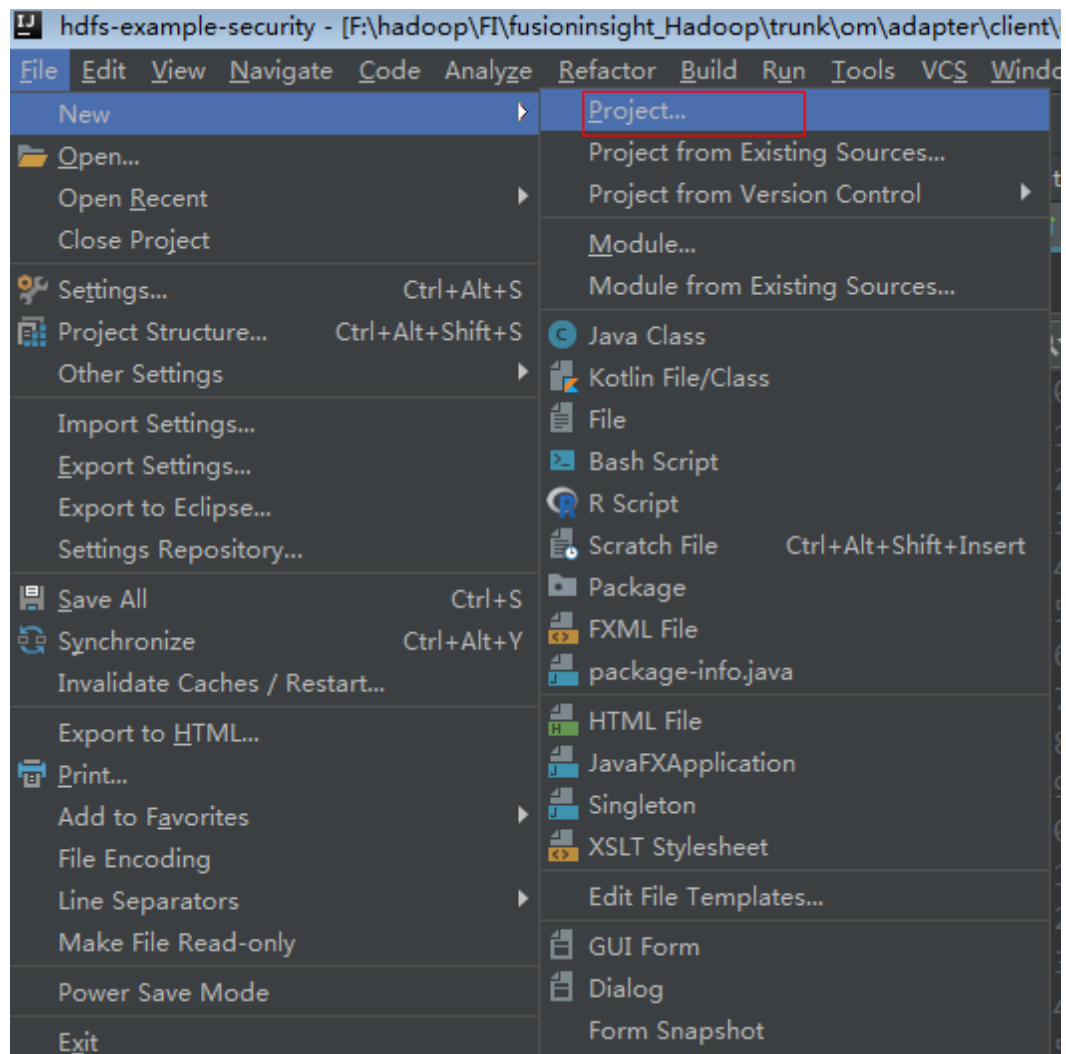 hdfs-example-security - [F:\hadoop\FI\fusioninsight_Hadoop\trunk\om\adapter\client\
File Edit View Navigate Code Analyze Refactor Build Run Tools VCS Windo
New
Open...
Open Recent
Close Project
Settings... Ctrl+Alt+S
Project Structure... Ctrl+Alt+Shift+S
Other Settings
Import Settings...
Export Settings...
Export to Eclipse...
Settings Repository...
Save All Ctrl+S
Synchronize Ctrl+Alt+Y
Invalidate Caches / Restart...
Export to HTML...
Print...
Add to Favorites
File Encoding
Line Separators
Make File Read-only
Power Save Mode
Exit
Project...
Project from Existing Sources...
Project from Version Control
Module...
Module from Existing Sources...
Java Class
Kotlin File/Class
File
Bash Script
R Script
Scratch File Ctrl+Alt+Shift+Insert
Package
FXML File
package-info.java
HTML File
JavaFXApplication
Singleton
XSLT Stylesheet
Edit File Templates...
GUI Form
Dialog
Form Snapshot